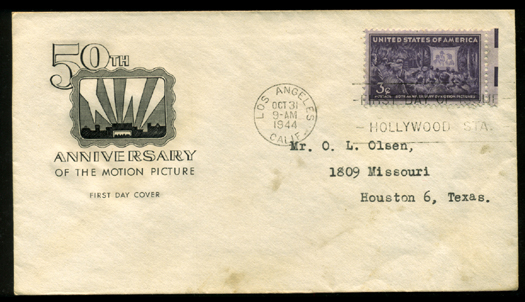 50TH
ANNIVERSARY
OF THE MOTION PICTURE
FIRST DAY COVER
UNITED STATES OF AMERICA
3¢
LOS ANGELES
OCT 31
9-AM
1944
CALIF.
FIRST DAY OF
HOLLYWOOD STA.
Mr. O. L. Olsen,
1809 Missouri
Houston 6, Texas.